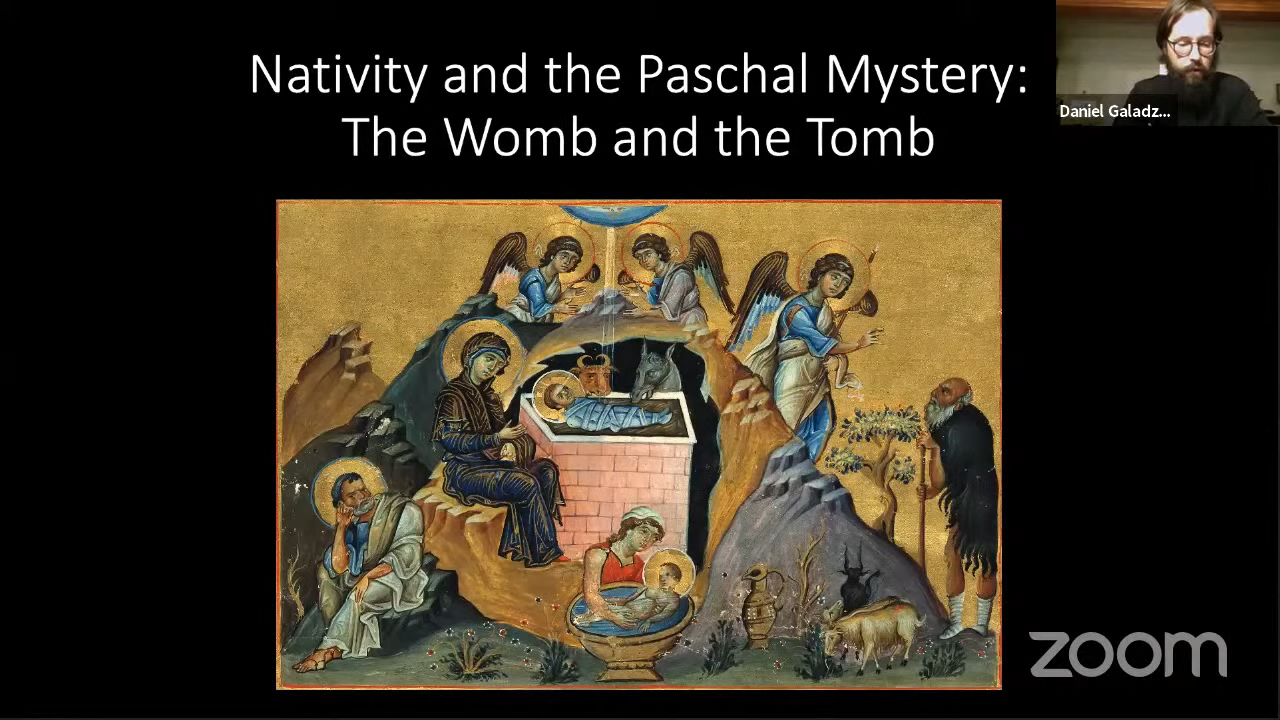 Nativity and the Paschal Mystery:
The Womb and the Tomb
Daniel Galadz...
zoom